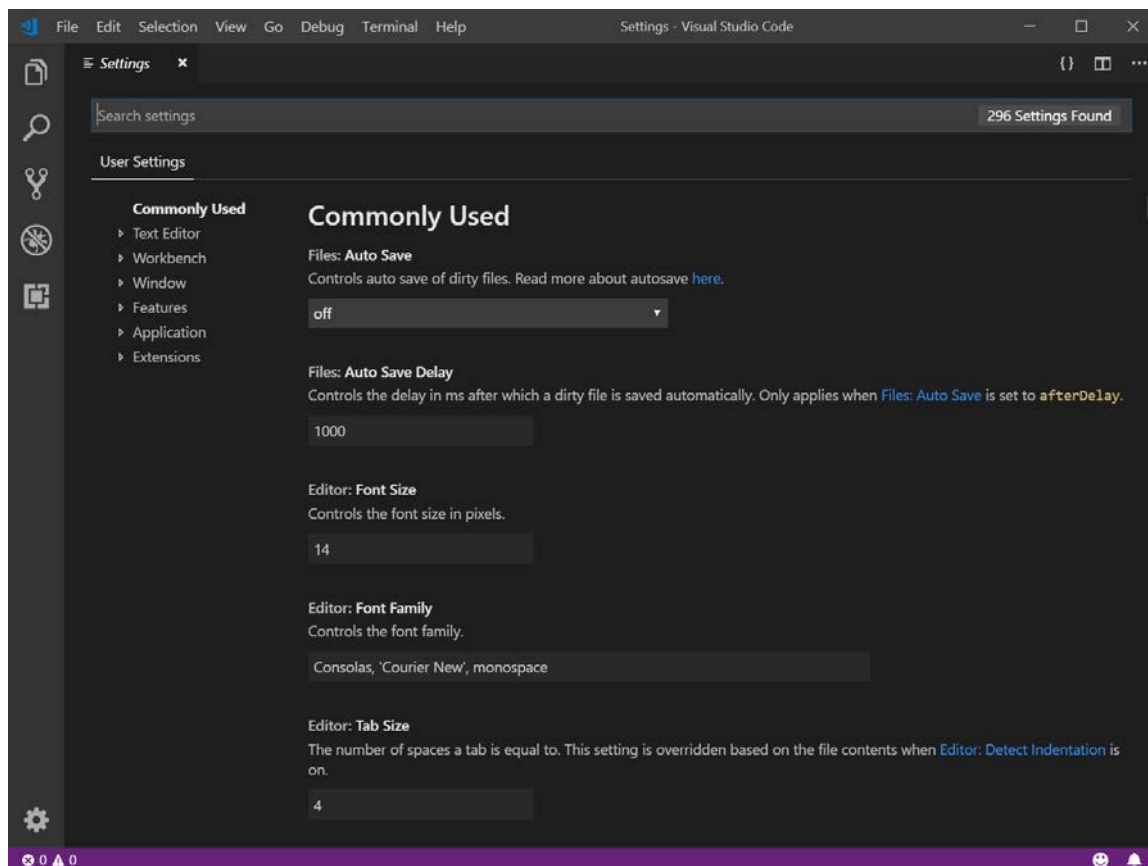 File Edit Selection View Go Debug Terminal Help Settings - Visual Studio Code
Settings
Search settings 296 Settings Found
User Settings
Commonly Used
Text Editor
Workbench
Window
Features
Application
Extensions
Commonly Used
Files: Auto Save
Controls auto save of dirty files. Read more about autosave here.
off
Files: Auto Save Delay
Controls the delay in ms after which a dirty file is saved automatically. Only applies when Files: Auto Save is set to afterDelay.
1000
Editor: Font Size
Controls the font size in pixels.
14
Editor: Font Family
Controls the font family.
Consolas, 'Courier New', monospace
Editor: Tab Size
The number of spaces a tab is equal to. This setting is overridden based on the file contents when Editor: Detect Indentation is
on.
4
0 0